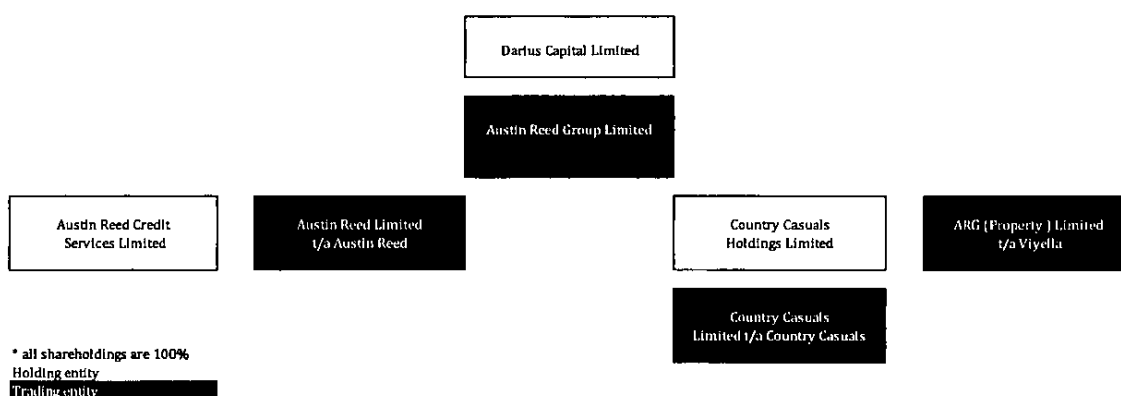 Darius Capital Limited
Austin Reed Group Limited
Austin Reed Credit
Services Limited
Austin Reed Limited
t/a Austin Reed
Country Casuals
Holdings Limited
ARG (Property ) Limited
t/a Viyella
Country Casuals
Limited t/a Country Casuals
* all shareholdings are 100%
Holding entity
Trading entity